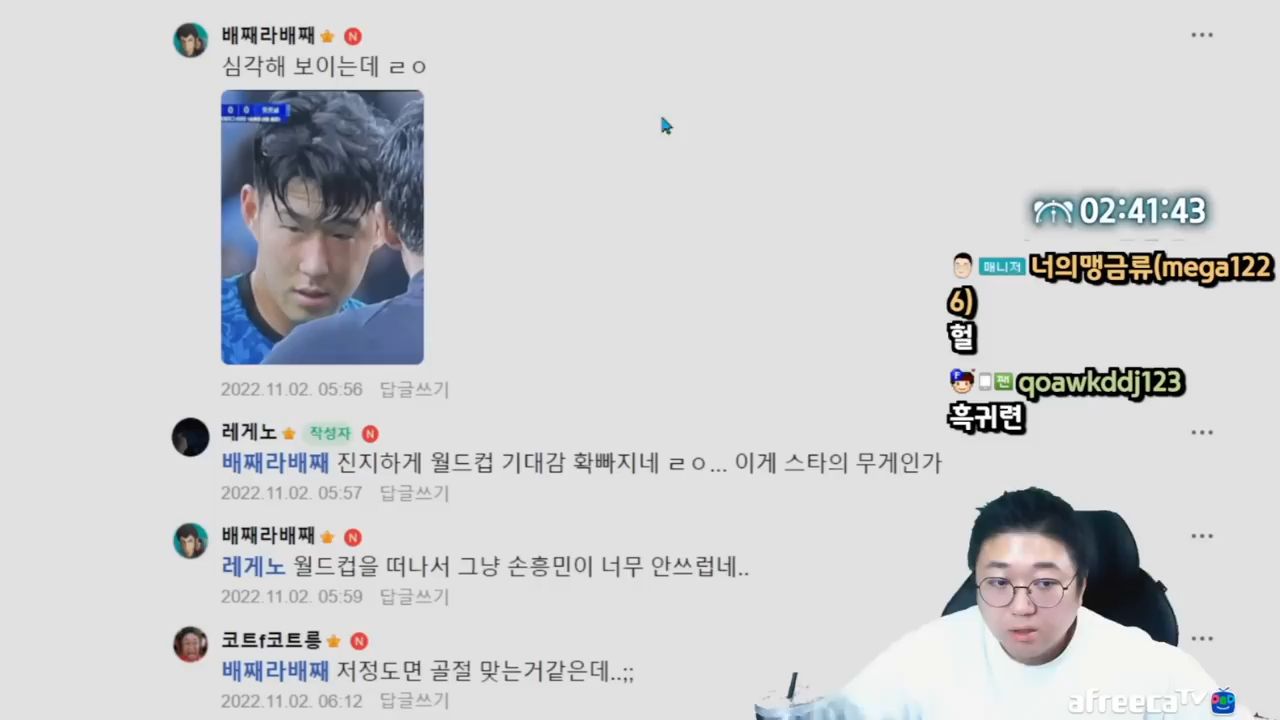 배째라배째 N
심각해 보이는데 ㄹㅇ
0 0
2022.11.02. 05:56 답글쓰기
레게노 작성자 N
배째라배째 진지하게 월드컵 기대감 확빠지네 ㄹㅇ... 이게 스타의 무게인가
2022.11.02. 05:57 답글쓰기
배째라배째 N
레게노 월드컵을 떠나서 그냥 손흥민이 너무 안쓰럽네..
2022.11.02. 05:59 답글쓰기
코트f코트릉 N
배째라배째 저정도면 골절 맞는거같은데..;;
2022.11.02. 06:12 답글쓰기
02:41:43
매니저 너의맹금류(mega122
6)
헐
팬 qoawkddj123
흑귀련
afreecaTV